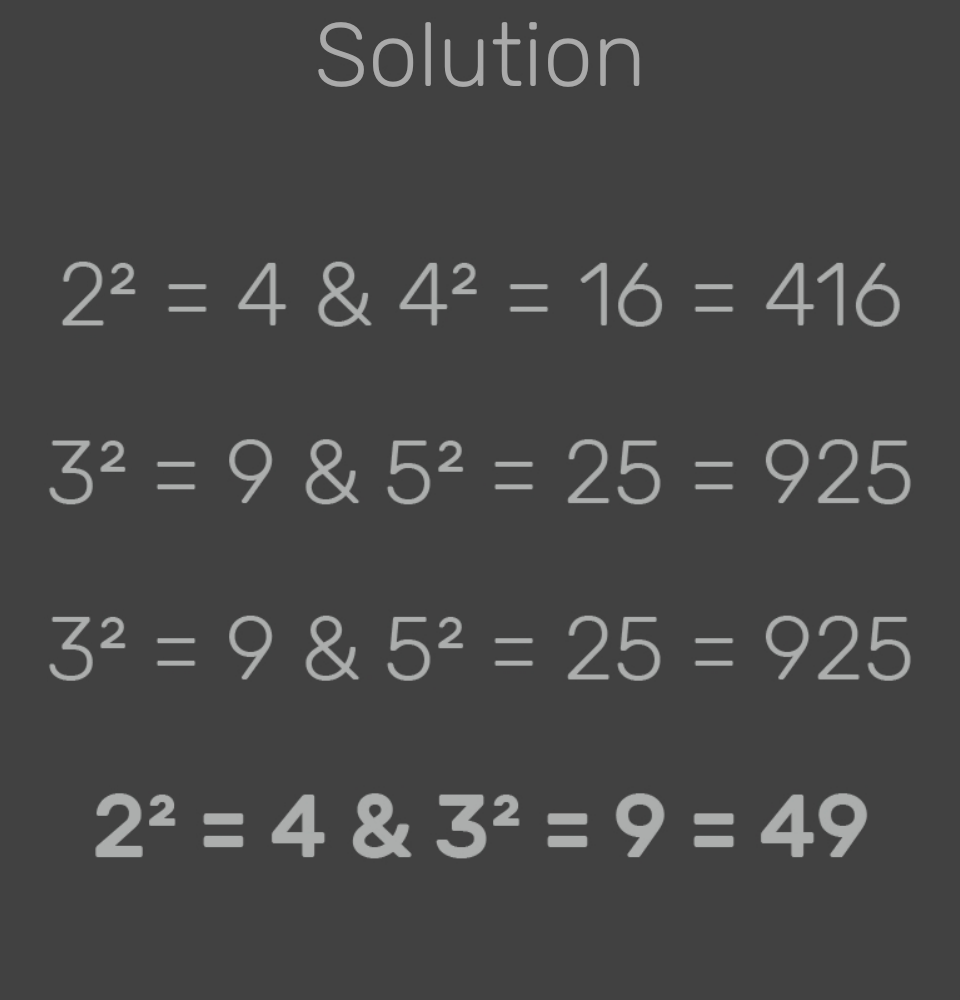 Solution
2² = 4 & 4² = 16 = 416
3² = 9 & 5² = 25 = 925
3² = 9 & 5² = 25 = 925
2² = 4 & 3² = 9 = 49